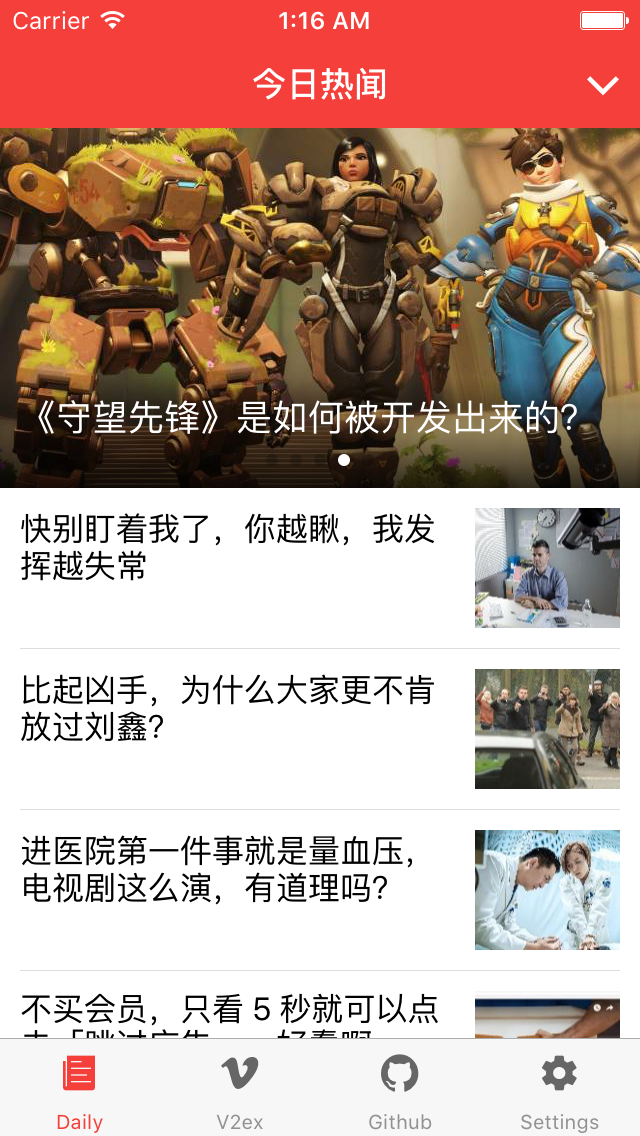 Carrier 1:16 AM
今日热闻
《守望先锋》是如何被开发出来的?
快别盯着我了，你越瞅，我发
挥越失常
比起凶手，为什么大家更不肯
放过刘鑫?
进医院第一件事就是量血压，
电视剧这么演，有道理吗?
不买会员，只看 5 秒就可以点
Daily V2ex Github Settings